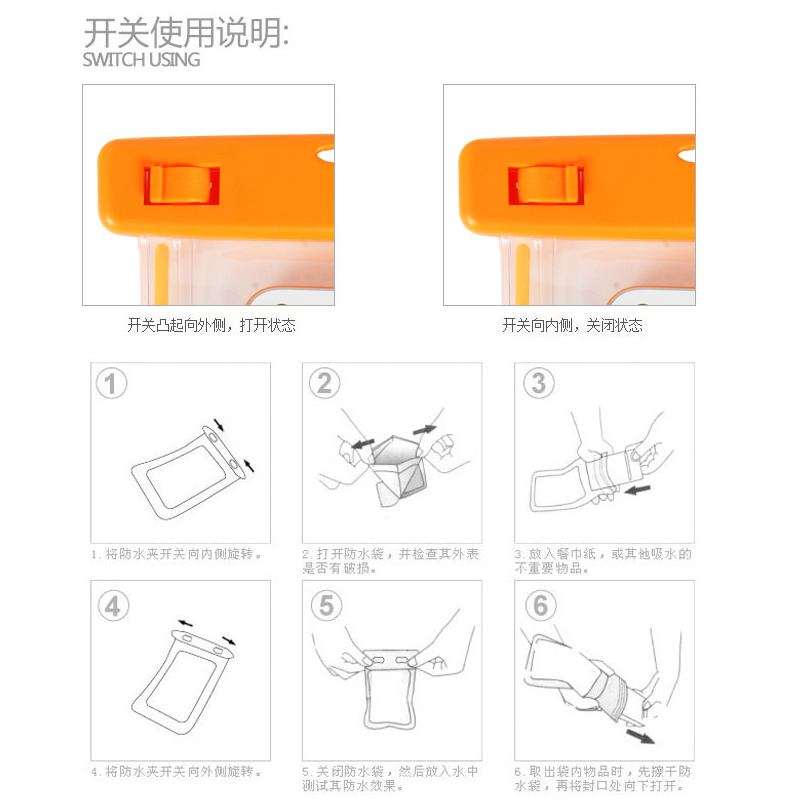 开关使用说明:
SWITCH USING
开关凸起向外侧，打开状态
开关向内侧，关闭状态
1
2
3
1.将防水夹开关向内侧旋转。
2.打开防水袋，并检查其外表
是否有破损。
3.放入餐巾纸，或其他吸水的
不重要物品。
4
5
6
4.将防水夹开关向外侧旋转。
5.关闭防水袋，然后放入水中
测试其防水效果。
6.取出袋内物品时，先擦干防
水袋，再将封口处向下打开。